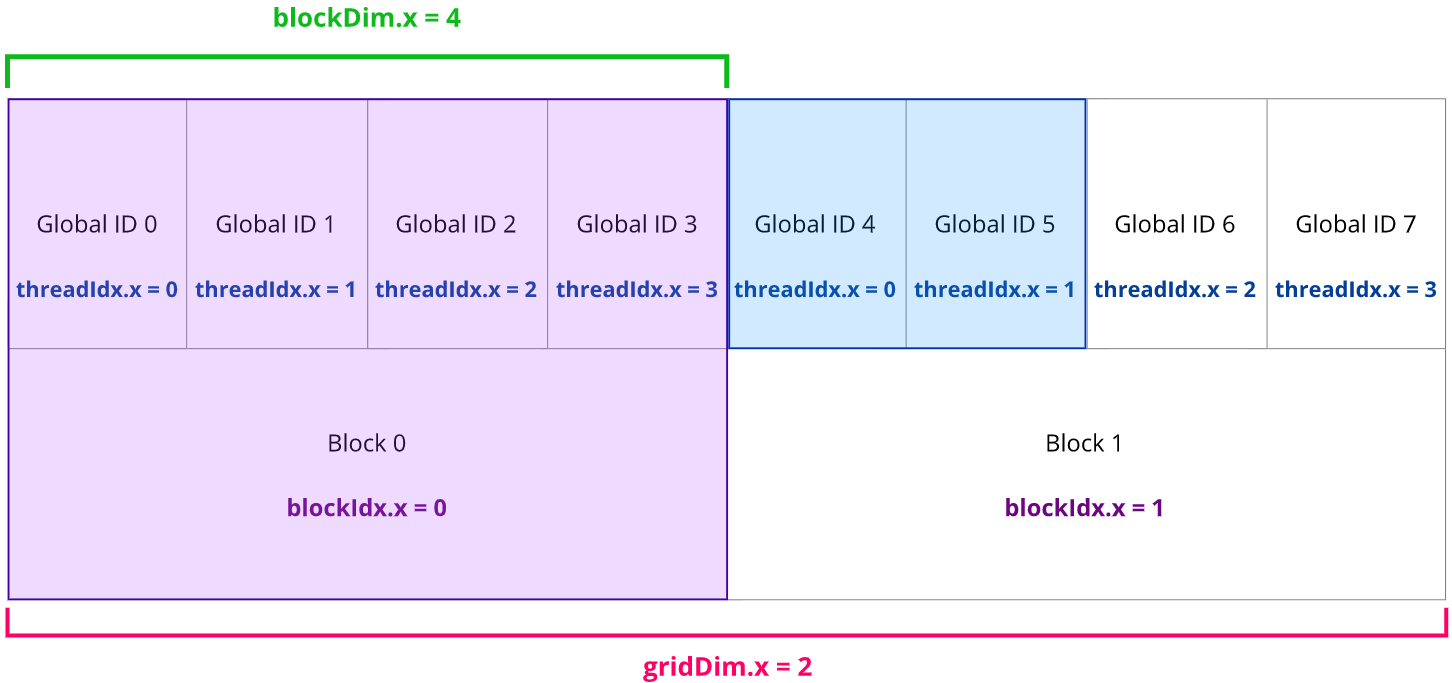 blockDim.x = 4
Global ID 0 Global ID 1 Global ID 2 Global ID 3 Global ID 4 Global ID 5 Global ID 6 Global ID 7
threadIdx.x = 0 threadIdx.x = 1 threadIdx.x = 2 threadIdx.x = 3 threadIdx.x = 0 threadIdx.x = 1 threadIdx.x = 2 threadIdx.x = 3
Block 0 Block 1
blockIdx.x = 0 blockIdx.x = 1
gridDim.x = 2